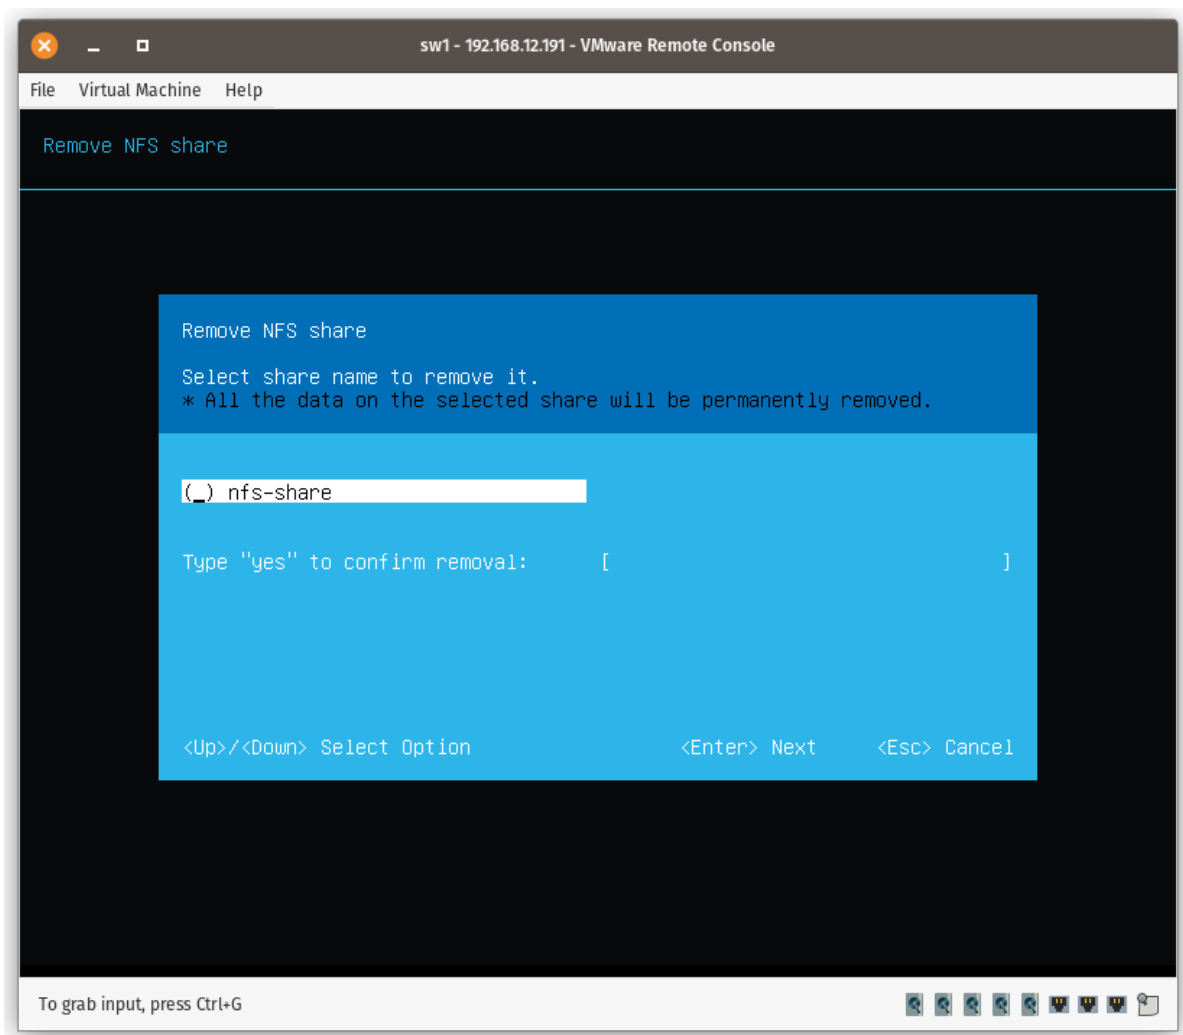 sw1 - 192.168.12.191 - VMware Remote Console
File Virtual Machine Help
Remove NFS share
Remove NFS share
Select share name to remove it.
* All the data on the selected share will be permanently removed.
(_) nfs-share
Type "yes" to confirm removal: [ ]
<Up>/<Down> Select Option <Enter> Next <Esc> Cancel
To grab input, press Ctrl+G